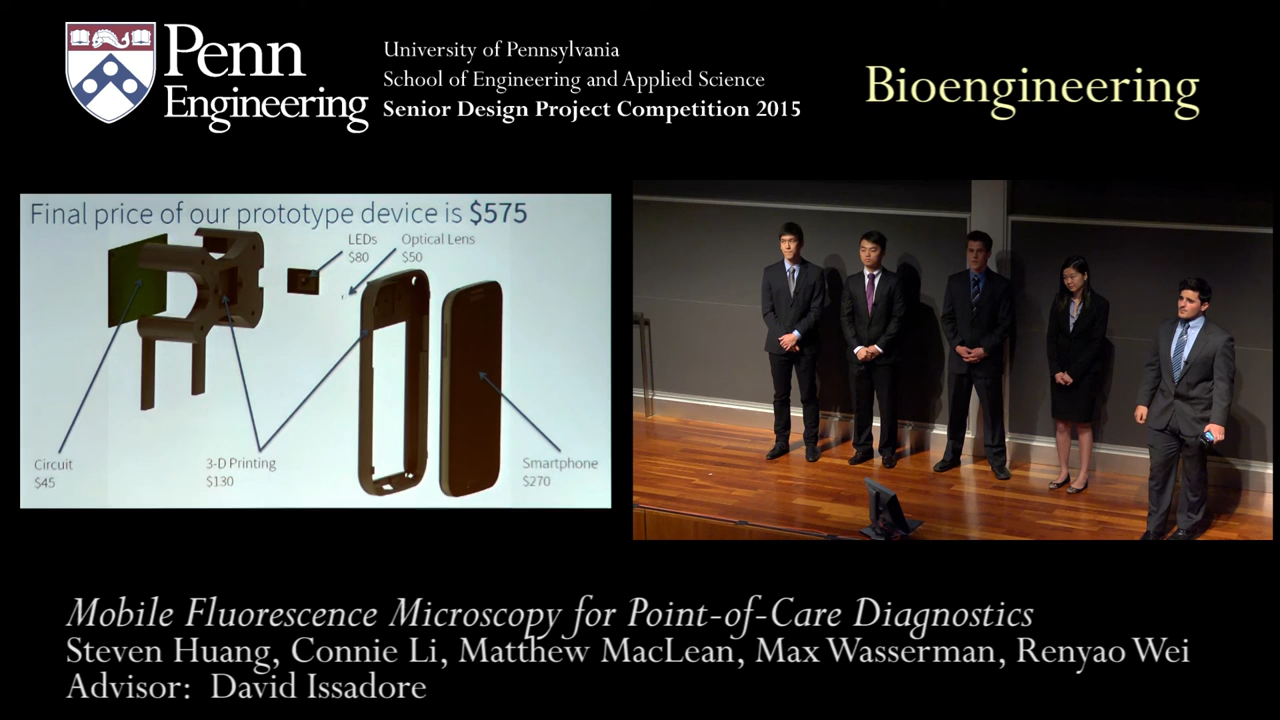 Penn
Engineering
University of Pennsylvania
School of Engineering and Applied Science
Senior Design Project Competition 2015
Bioengineering
Final price of our prototype device is $575
LEDs
$80
Optical Lens
$50
Circuit
$45
3-D Printing
$130
Smartphone
$270
Mobile Fluorescence Microscopy for Point-of-Care Diagnostics
Steven Huang, Connie Li, Matthew MacLean, Max Wasserman, Renyao Wei
Advisor: David Issadore